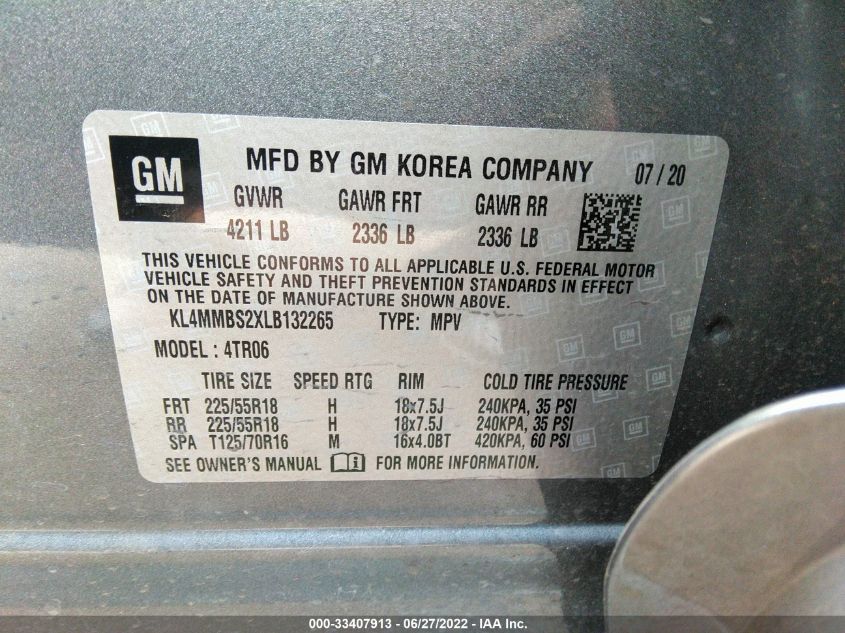 GM
MFD BY GM KOREA COMPANY 07/20
GVWR GAWR FRT GAWR RR
4211 LB 2336 LB 2336 LB
THIS VEHICLE CONFORMS TO ALL APPLICABLE U.S. FEDERAL MOTOR
VEHICLE SAFETY AND THEFT PREVENTION STANDARDS IN EFFECT
ON THE DATE OF MANUFACTURE SHOWN ABOVE.
KL4MMBS2XLB132265 TYPE: MPV
MODEL: 4TR06
TIRE SIZE SPEED RTG RIM COLD TIRE PRESSURE
FRT 225/55R18 H 18x7.5J 240KPA, 35 PSI
RR 225/55R18 H 18x7.5J 240KPA, 35 PSI
SPA T125/70R16 M 16x4.0BT 420KPA, 60 PSI
SEE OWNER'S MANUAL FOR MORE INFORMATION.
000-33407913 - 06/27/2022 - IAA Inc.